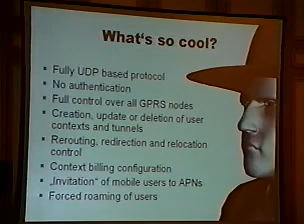 What's so cool?
Fully UDP based protocol
No authentication
Full control over all GPRS nodes
Creation, update or deletion of user
contexts and tunnels
Rerouting, redirection and relocation
control
Context billing configuration
„Invitation“ of mobile users to APNs
Forced roaming of users